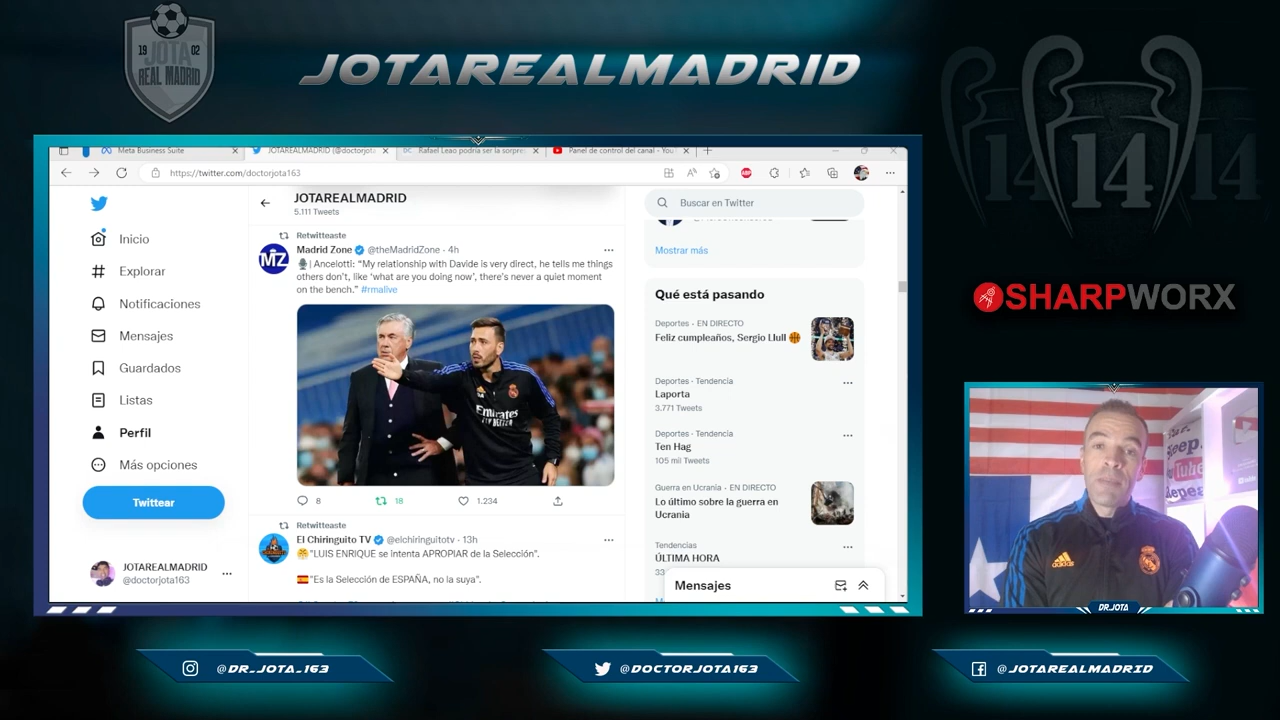 19 JOTA 02
REAL MADRID
JOTAREALMADRID
14 14 14
Meta Business Suite
JOTAREALMADRID (@doctorj
Rafael Leao podría ser la sorpre
Panel de control del canal - You
https://twitter.com/doctorjota163
JOTAREALMADRID
5.111 Tweets
Buscar en Twitter
Mostrar más
Inicio
Explorar
Notificaciones
Mensajes
Guardados
Listas
Perfil
Más opciones
Twittear
JOTAREALMADRID
@doctorjota163
Retwitteaste
MZ
Madrid Zone @theMadridZone · 4h
| Ancelotti: “My relationship with Davide is very direct, he tells me things
others don’t, like ‘what are you doing now’, there’s never a quiet moment
on the bench.” #rmalive
Emirates
FLY BETTER
8
18
1.234
Retwitteaste
El Chiringuito TV @elchiringuitotv · 13h
"LUIS ENRIQUE se intenta APROPIAR de la Selección".
"Es la Selección de ESPAÑA, no la suya".
Qué está pasando
Deportes · EN DIRECTO
Feliz cumpleaños, Sergio Llull
Deportes · Tendencia
Laporta
3.771 Tweets
Deportes · Tendencia
Ten Hag
105 mil Tweets
Guerra en Ucrania · EN DIRECTO
Lo último sobre la guerra en
Ucrania
Tendencias
ÚLTIMA HORA
Mensajes
SHARPWORX
adidas
DR.JOTA
@DR_JOTA_163
@DOCTORJOTA163
@JOTAREALMADRID